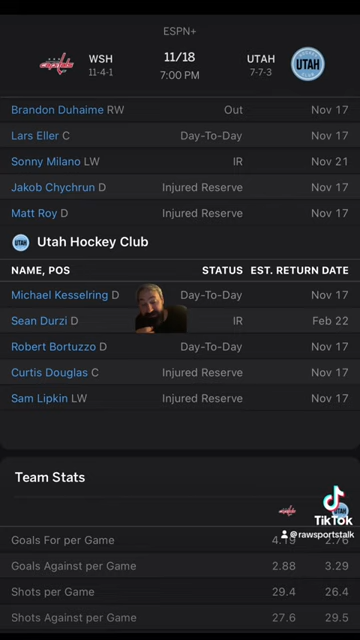 ESPN+
WSH 11/18 UTAH
11-4-1 7:00 PM 7-7-3
capitals UTAH
Brandon Duhaime RW Out Nov 17
Lars Eller C Day-To-Day Nov 17
Sonny Milano LW IR Nov 21
Jakob Chychrun D Injured Reserve Nov 17
Matt Roy D Injured Reserve Nov 17
UTAH Utah Hockey Club
NAME, POS STATUS EST. RETURN DATE
Michael Kesselring D Day-To-Day Nov 17
Sean Durzi D IR Feb 22
Robert Bortuzzo D Day-To-Day Nov 17
Curtis Douglas C Injured Reserve Nov 17
Sam Lipkin LW Injured Reserve Nov 17
Team Stats
UTAH
TikTok
@rawsportstalk
Goals For per Game 4.19 2.76
Goals Against per Game 2.88 3.29
Shots per Game 29.4 26.4
Shots Against per Game 27.6 29.5